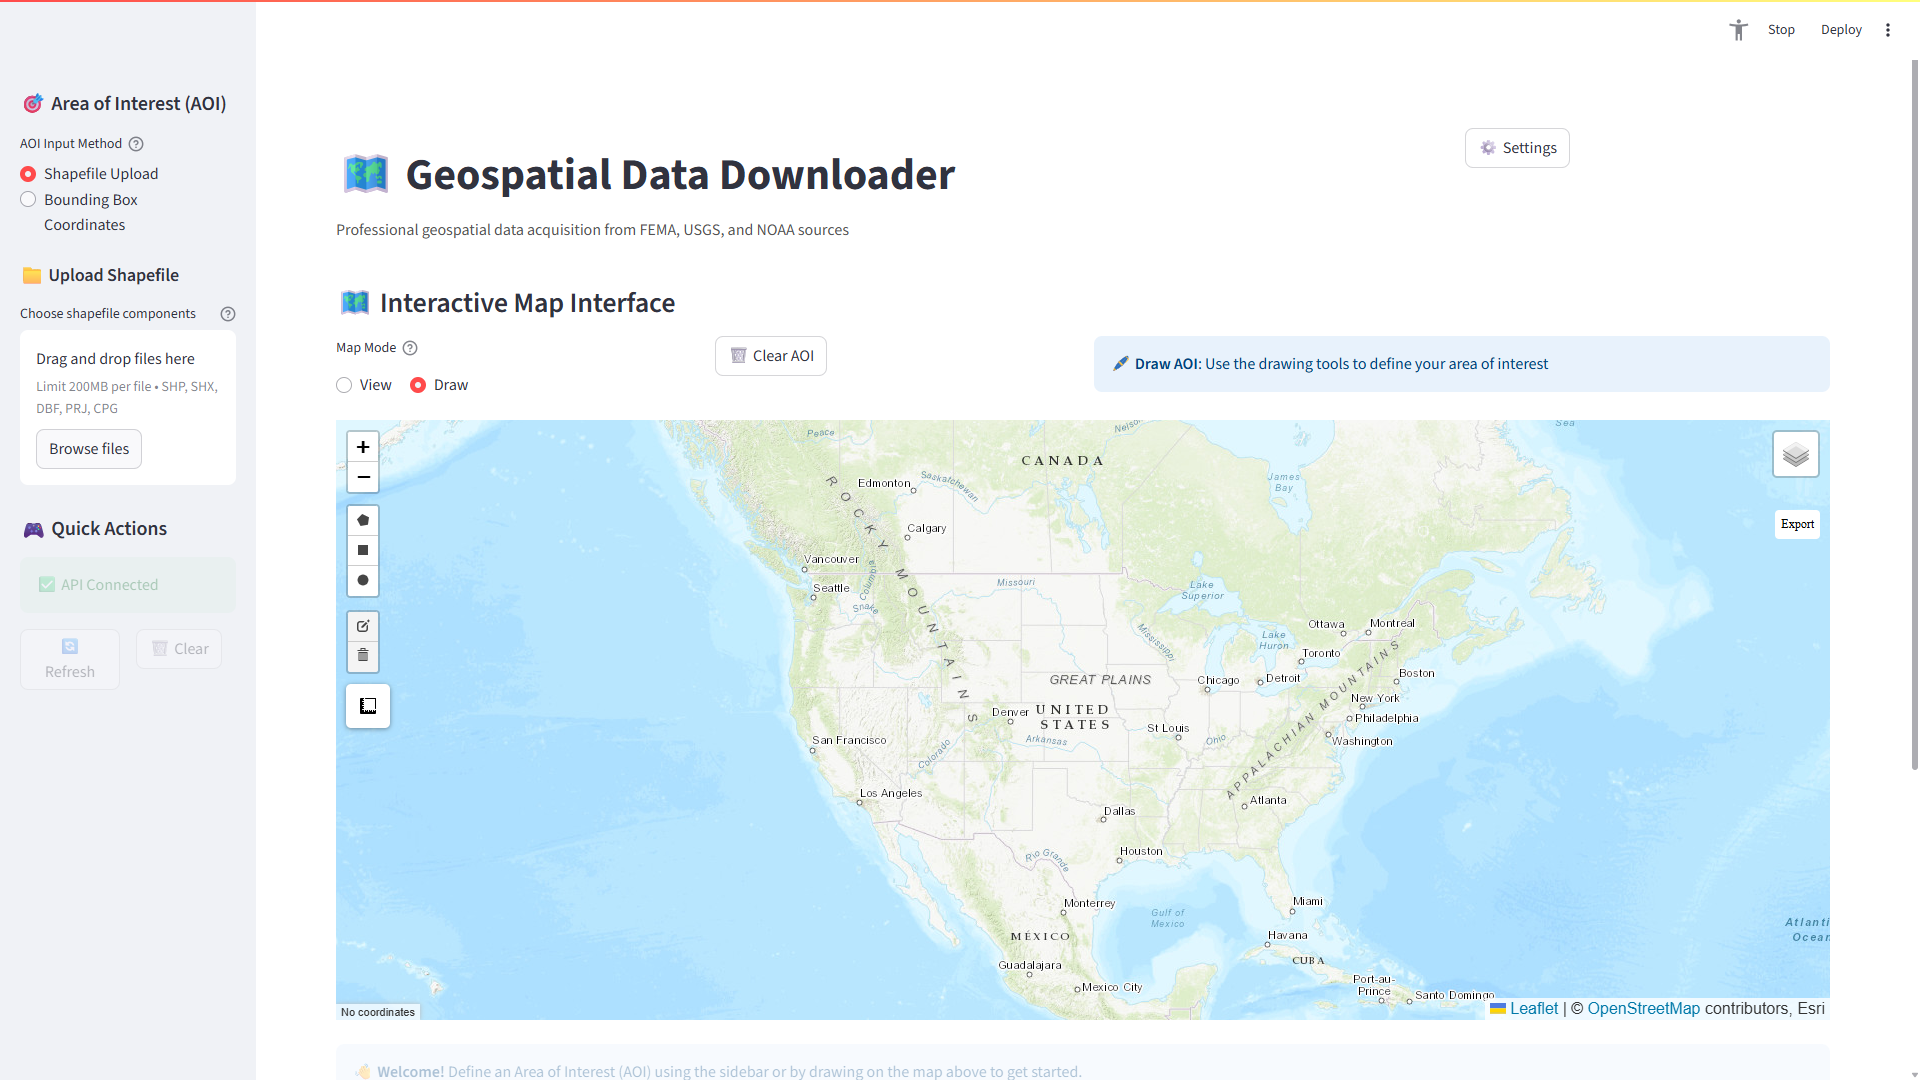 Stop
Deploy
Area of Interest (AOI)
AOI Input Method
Shapefile Upload
Bounding Box
Coordinates
Upload Shapefile
Choose shapefile components
Drag and drop files here
Limit 200MB per file • SHP, SHX,
DBF, PRJ, CPG
Browse files
Quick Actions
API Connected
Refresh
Clear
Settings
Geospatial Data Downloader
Professional geospatial data acquisition from FEMA, USGS, and NOAA sources
Interactive Map Interface
Map Mode
View
Draw
Clear AOI
Draw AOI: Use the drawing tools to define your area of interest
+
−
Export
Peace
Nelson
Sea
CANADA
Edmonton
Saskatchewan
James
Bay
ROCKY MOUNTAINS
Calgary
Vancouver
Columbia
Seattle
Snake
Missouri
Lake
Superior
Mississippi
Ottawa
Montreal
Lake
Huron
Toronto
Boston
GREAT PLAINS
Chicago
Detroit
New York
Denver
UNITED
STATES
Philadelphia
APPALACHIAN MOUNTAINS
St Louis
Arkansas
Ohio
Washington
San Francisco
Colorado
Los Angeles
Atlanta
Dallas
Houston
Rio Grande
Monterrey
Gulf of
Mexico
Miami
Atlanti
Ocean
MÉXICO
Havana
CUBA
Guadalajara
Mexico City
Port-au-
Prince
Santo Domingo
No coordinates
Leaflet | © OpenStreetMap contributors, Esri
Welcome! Define an Area of Interest (AOI) using the sidebar or by drawing on the map above to get started.